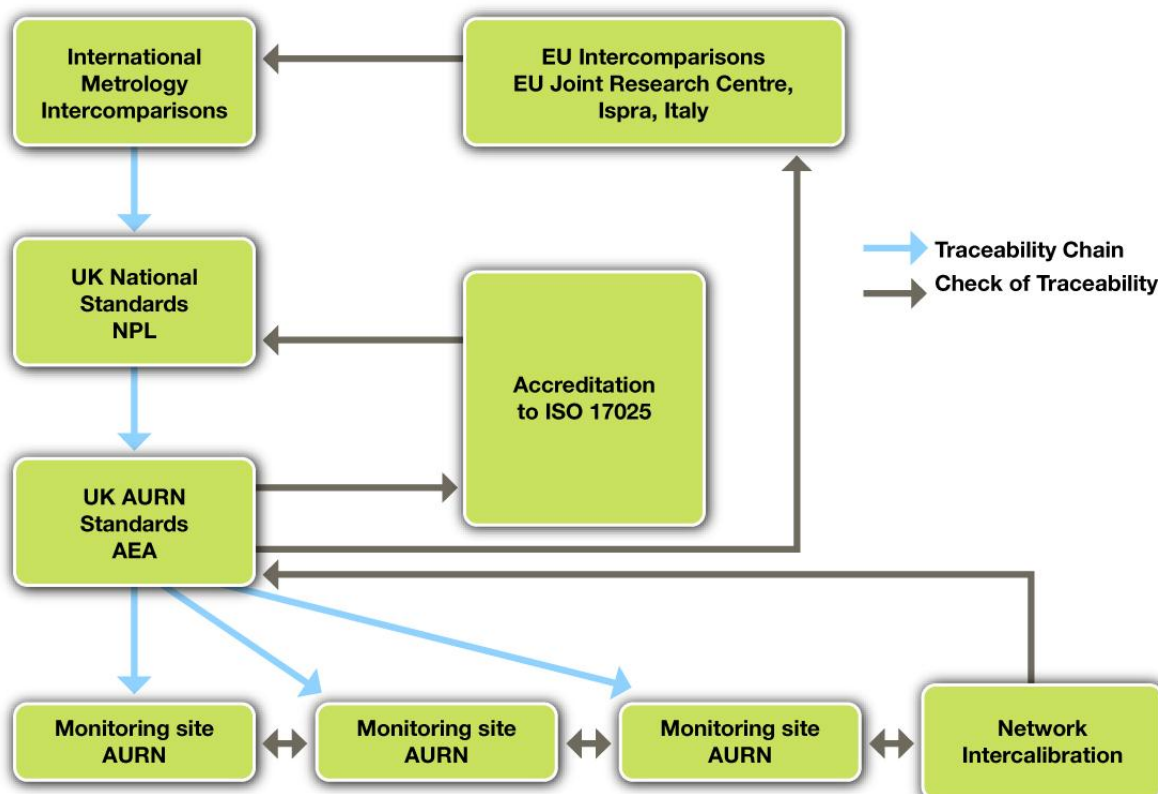 International
Metrology
Intercomparisons
EU Intercomparisons
EU Joint Research Centre,
Ispra, Italy
UK National
Standards
NPL
Traceability Chain
Check of Traceability
Accreditation
to ISO 17025
UK AURN
Standards
AEA
Monitoring site
AURN
Monitoring site
AURN
Monitoring site
AURN
Network
Intercalibration